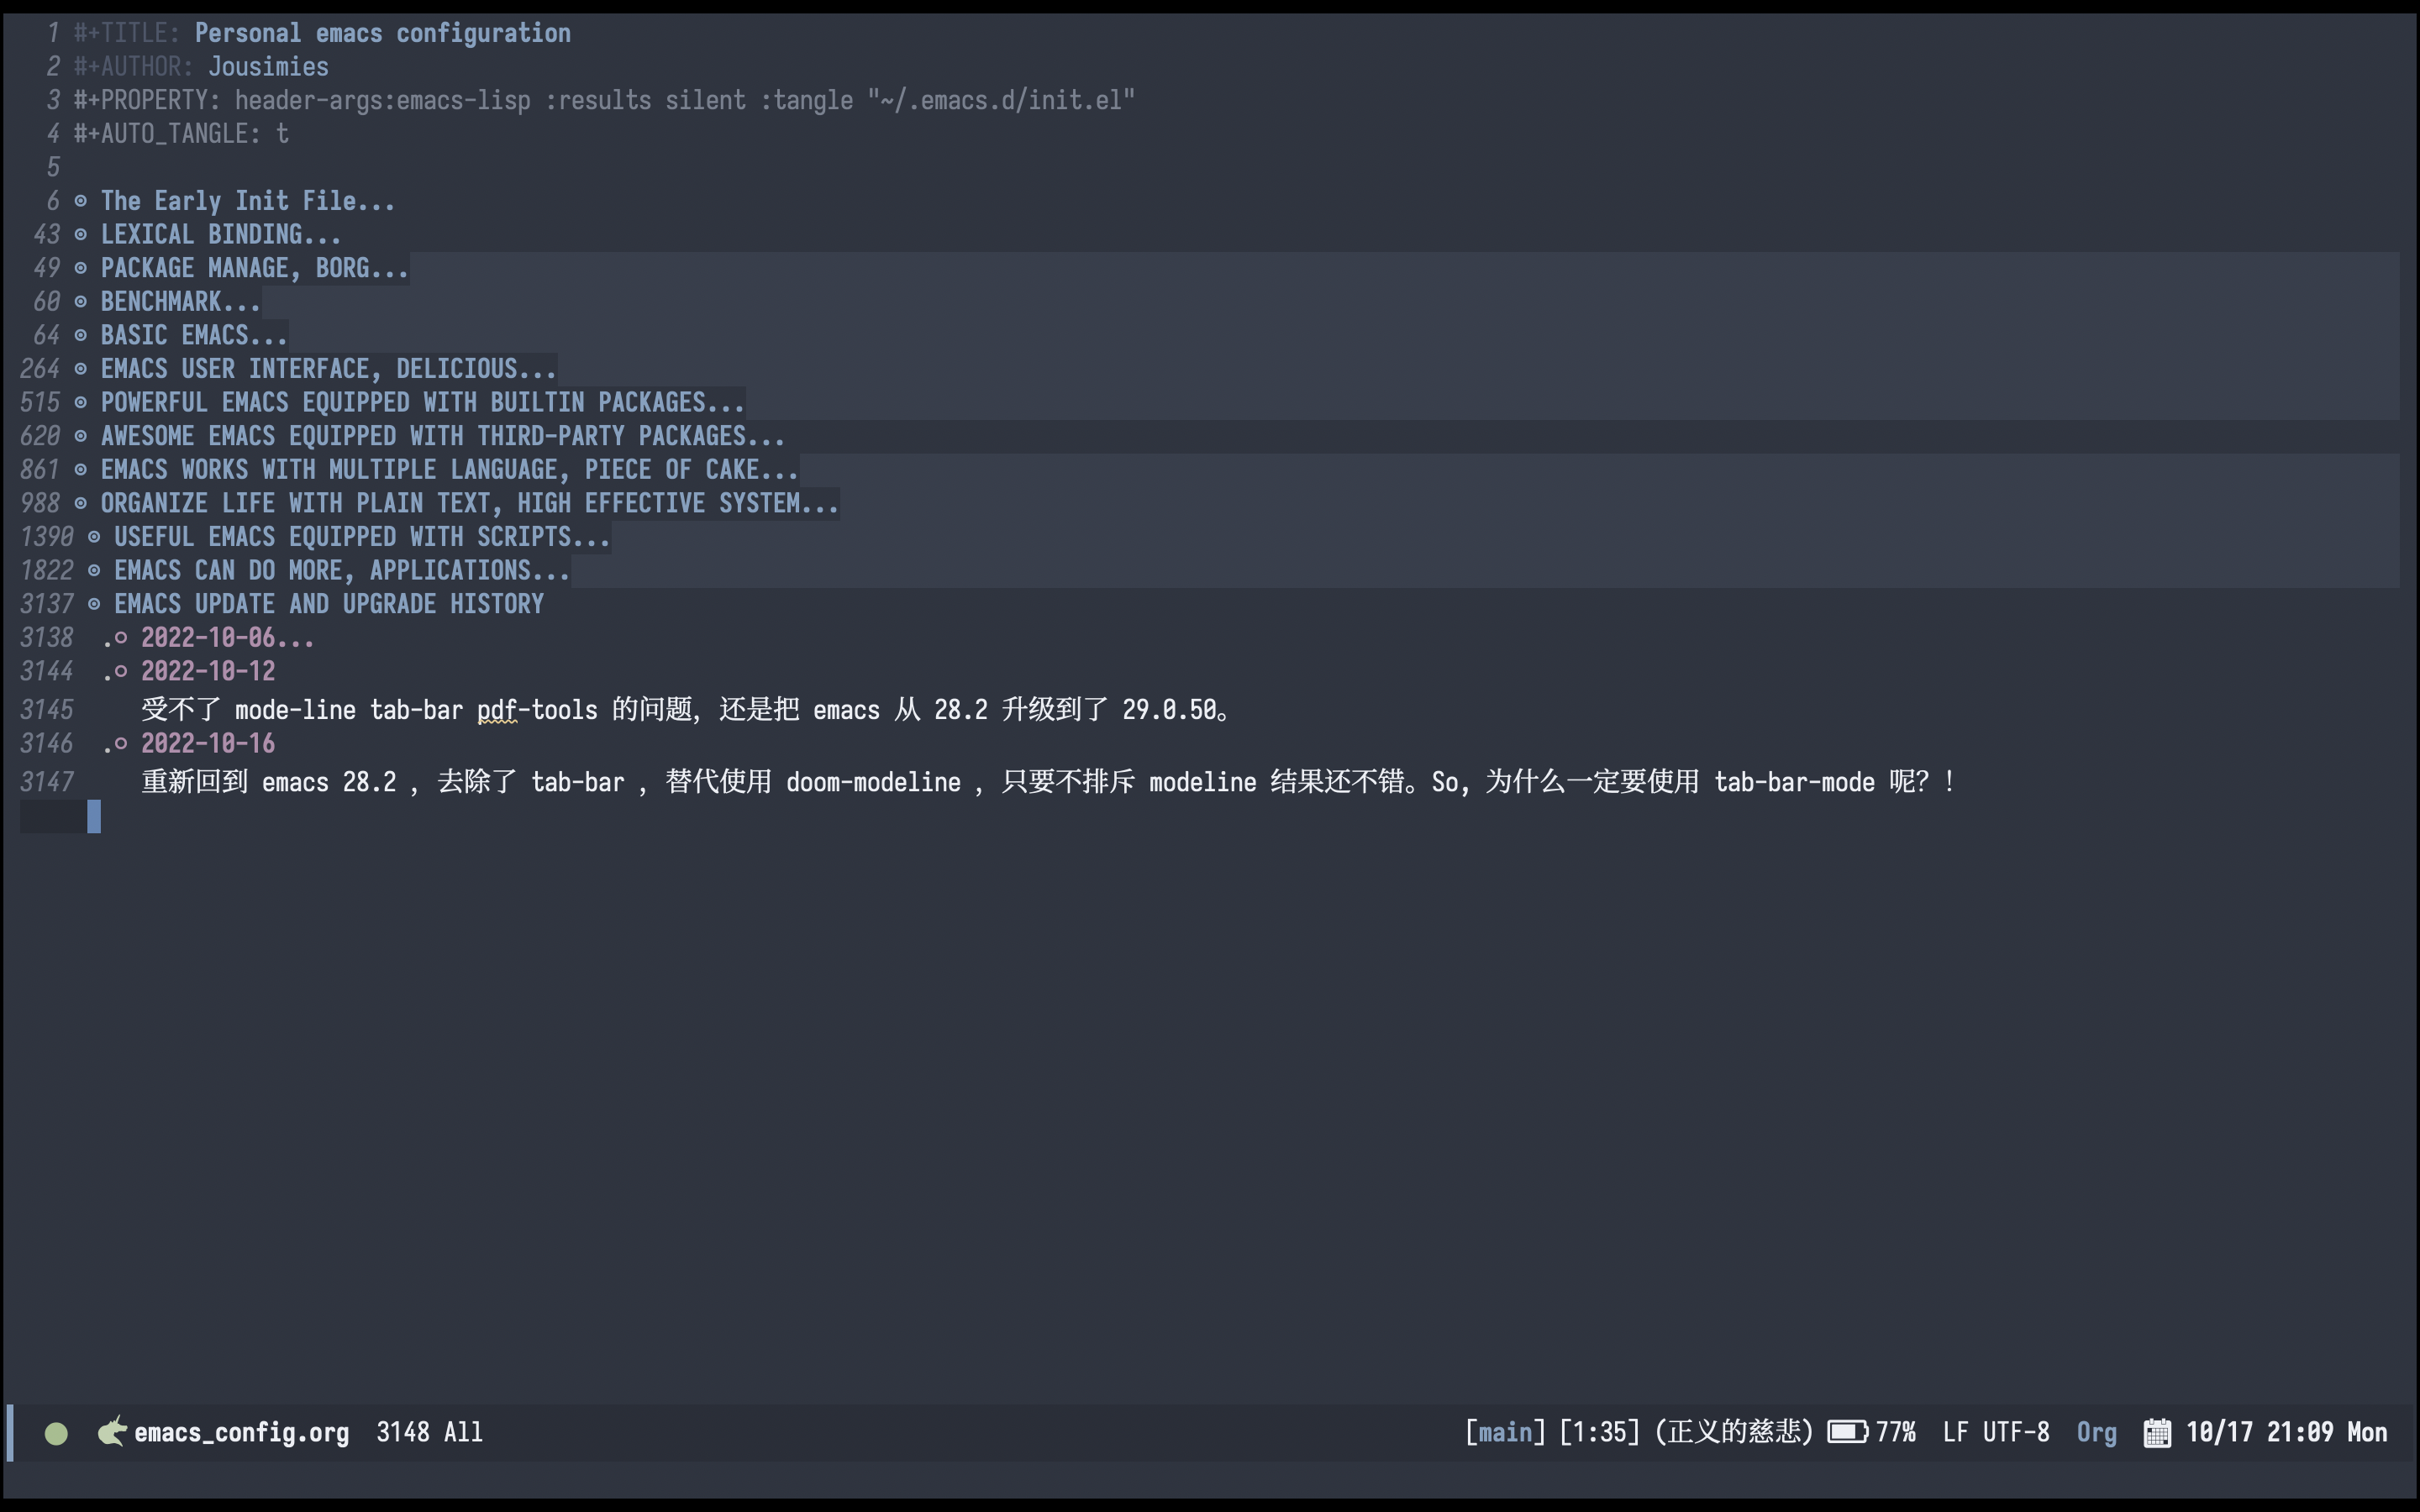 1 #+TITLE: Personal emacs configuration
2 #+AUTHOR: Jousimies
3 #+PROPERTY: header-args:emacs-lisp :results silent :tangle "~/.emacs.d/init.el"
4 #+AUTO_TANGLE: t
5
6 The Early Init File...
43 LEXICAL BINDING...
49 PACKAGE MANAGE, BORG...
60 BENCHMARK...
64 BASIC EMACS...
264 EMACS USER INTERFACE, DELICIOUS...
515 POWERFUL EMACS EQUIPPED WITH BUILTIN PACKAGES...
620 AWESOME EMACS EQUIPPED WITH THIRD-PARTY PACKAGES...
861 EMACS WORKS WITH MULTIPLE LANGUAGE, PIECE OF CAKE...
988 ORGANIZE LIFE WITH PLAIN TEXT, HIGH EFFECTIVE SYSTEM...
1390 USEFUL EMACS EQUIPPED WITH SCRIPTS...
1822 EMACS CAN DO MORE, APPLICATIONS...
3137 EMACS UPDATE AND UPGRADE HISTORY
3138 . 2022-10-06...
3144 . 2022-10-12
3145 受不了 mode-line tab-bar pdf-tools 的问题，还是把 emacs 从 28.2 升级到了 29.0.50。
3146 . 2022-10-16
3147 重新回到 emacs 28.2 ，去除了 tab-bar ，替代使用 doom-modeline ，只要不排斥 modeline 结果还不错。So, 为什么一定要使用 tab-bar-mode 呢？！
emacs_config.org 3148 All [main] [1:35] (正义的慈悲) 77% LF UTF-8 Org 10/17 21:09 Mon